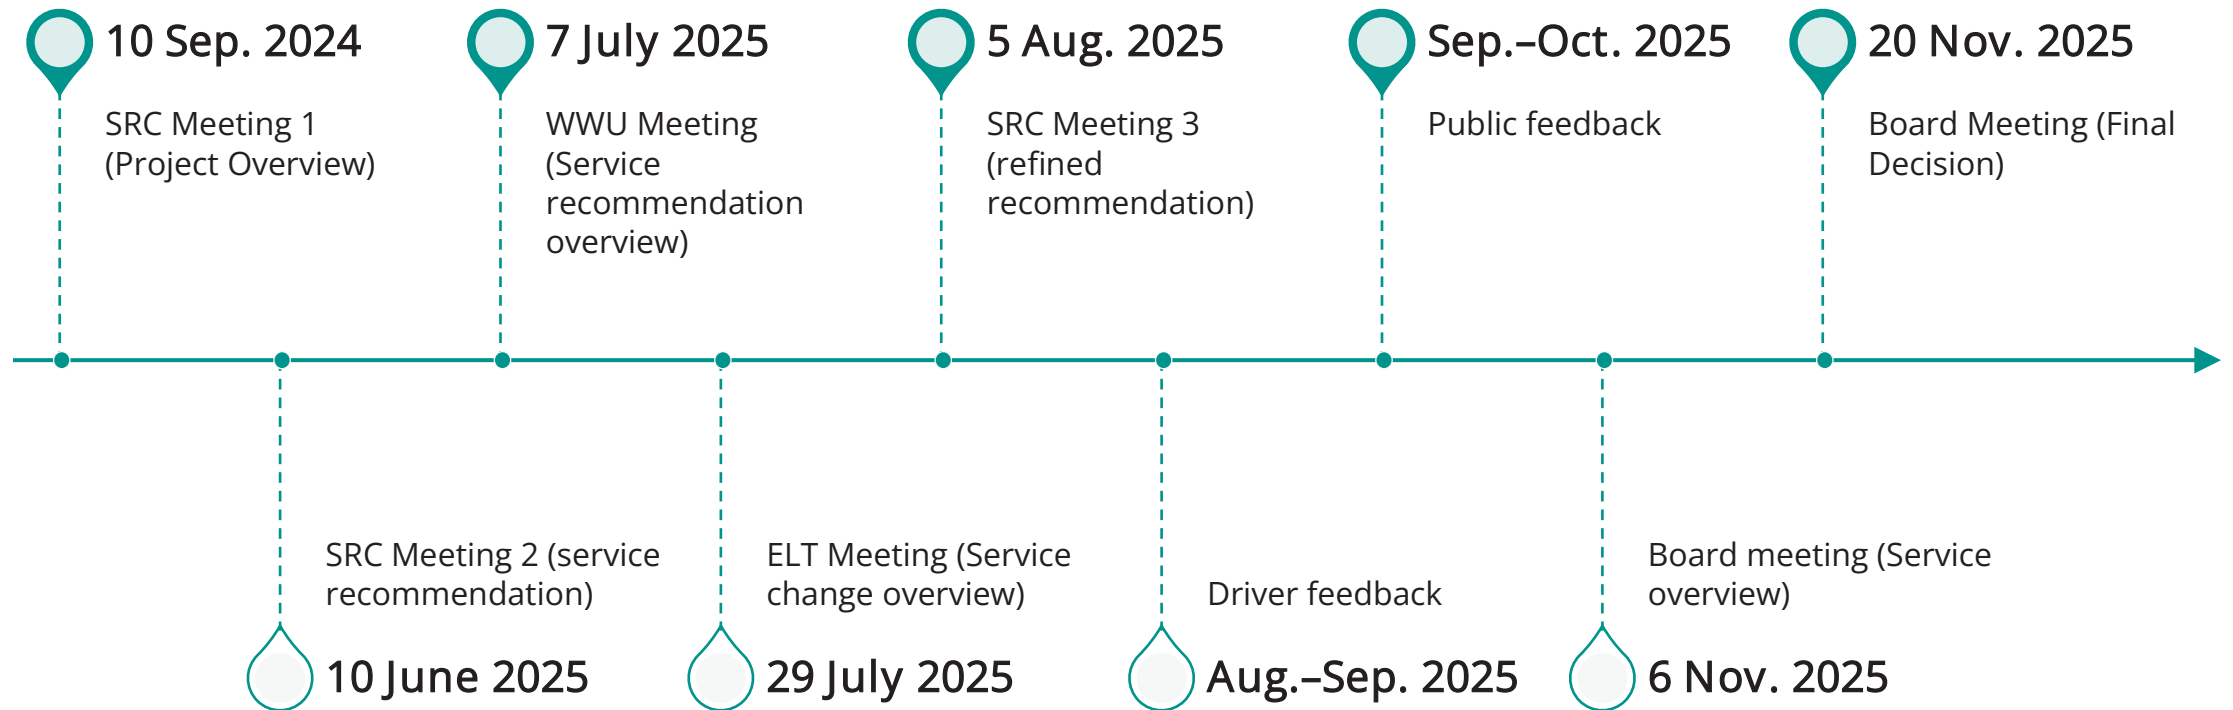 10 Sep. 2024
SRC Meeting 1
(Project Overview)
7 July 2025
WWU Meeting
(Service
recommendation
overview)
5 Aug. 2025
SRC Meeting 3
(refined
recommendation)
Sep.–Oct. 2025
Public feedback
20 Nov. 2025
Board Meeting (Final
Decision)
SRC Meeting 2 (service
recommendation)
10 June 2025
ELT Meeting (Service
change overview)
29 July 2025
Driver feedback
Aug.–Sep. 2025
Board meeting (Service
overview)
6 Nov. 2025